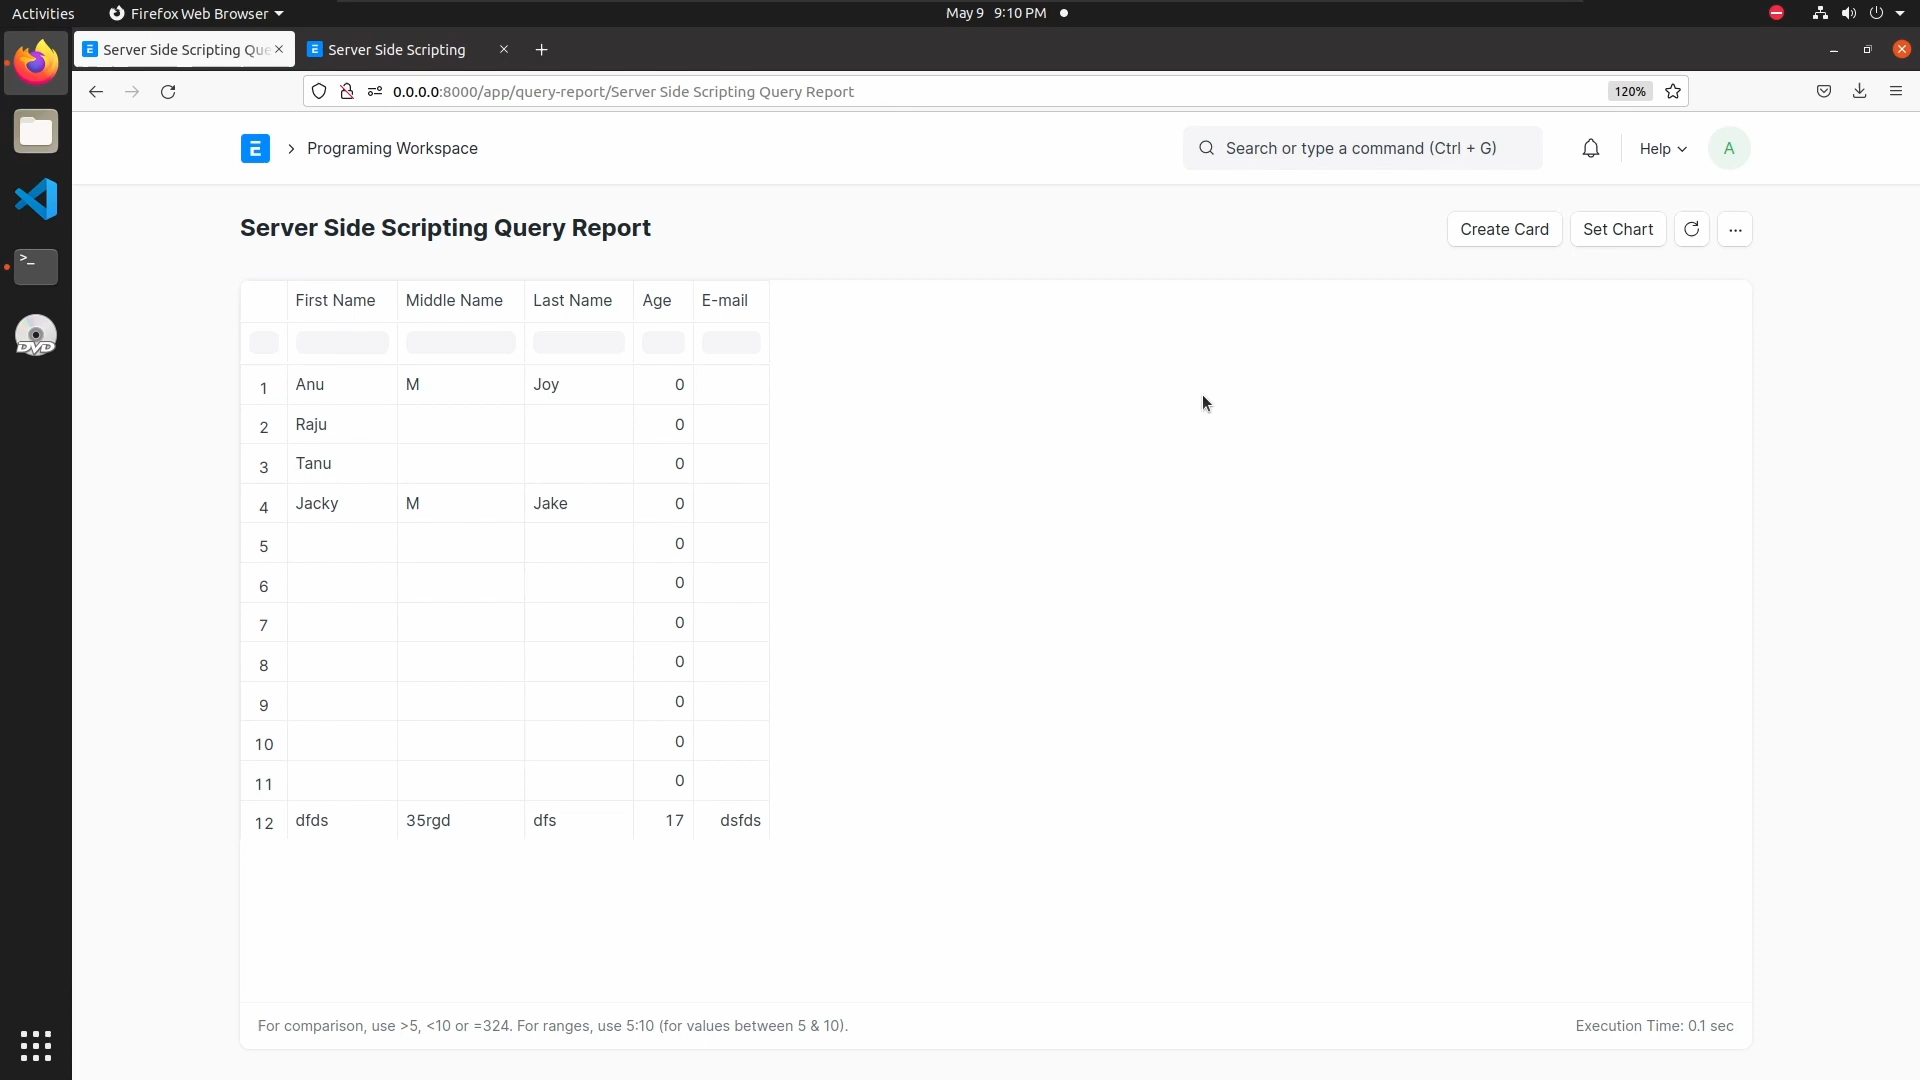 Activities Firefox Web Browser May 9 9:10 PM
Server Side Scripting Que Server Side Scripting
0.0.0.0:8000/app/query-report/Server Side Scripting Query Report 120%
E Programing Workspace Search or type a command (Ctrl + G) Help A
Server Side Scripting Query Report Create Card Set Chart
First Name Middle Name Last Name Age E-mail
1 Anu M Joy 0
2 Raju 0
3 Tanu 0
4 Jacky M Jake 0
5 0
6 0
7 0
8 0
9 0
10 0
11 0
12 dfds 35rgd dfs 17 dsfds
For comparison, use >5, <10 or =324. For ranges, use 5:10 (for values between 5 & 10). Execution Time: 0.1 sec
DVD